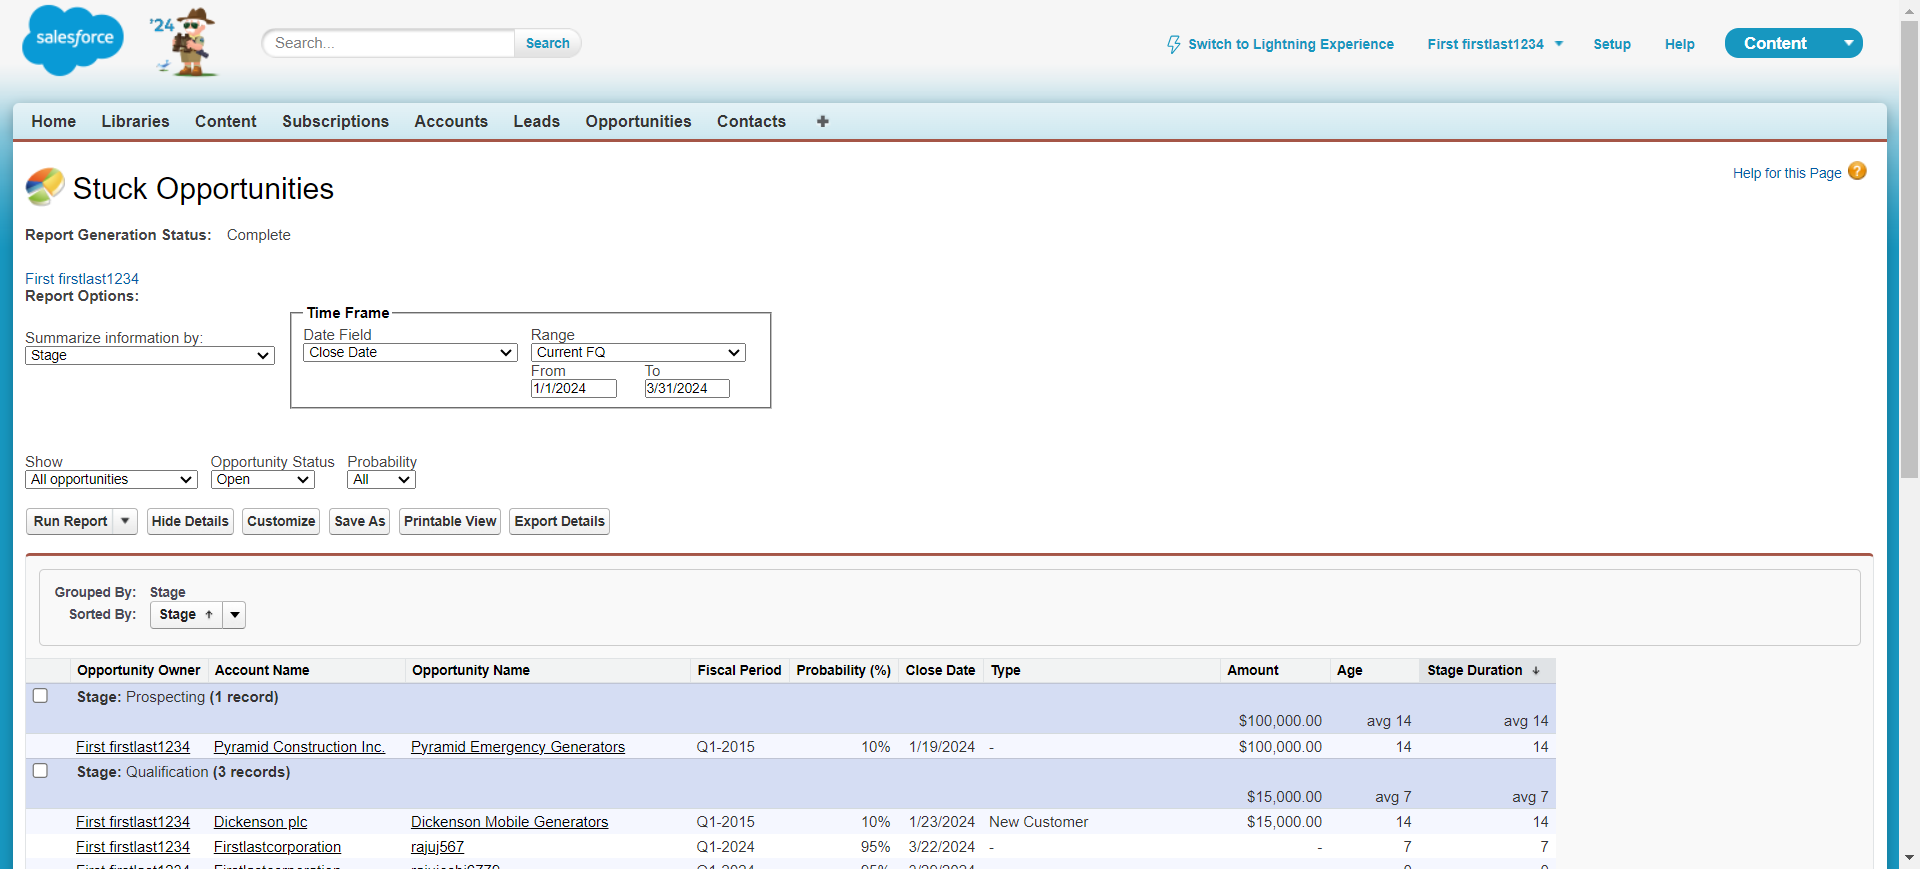 salesforce
'24
Search...
Search
Switch to Lightning Experience
First firstlast1234
Setup
Help
Content
Home
Libraries
Content
Subscriptions
Accounts
Leads
Opportunities
Contacts
Stuck Opportunities
Help for this Page ?
Report Generation Status: Complete
First firstlast1234
Report Options:
Time Frame
Summarize information by:
Stage
Date Field
Close Date
Range
Current FQ
From
To
1/1/2024
3/31/2024
Show
Opportunity Status
Probability
All opportunities
Open
All
Run Report
Hide Details
Customize
Save As
Printable View
Export Details
Grouped By: Stage
Sorted By: Stage ↑
Opportunity Owner Account Name Opportunity Name Fiscal Period Probability (%) Close Date Type Amount Age Stage Duration ↓
Stage: Prospecting (1 record)
$100,000.00 avg 14 avg 14
First firstlast1234 Pyramid Construction Inc. Pyramid Emergency Generators Q1-2015 10% 1/19/2024 - $100,000.00 14 14
Stage: Qualification (3 records)
$15,000.00 avg 7 avg 7
First firstlast1234 Dickenson plc Dickenson Mobile Generators Q1-2015 10% 1/23/2024 New Customer $15,000.00 14 14
First firstlast1234 Firstlastcorporation rajuj567 Q1-2024 95% 3/22/2024 - - 7 7
First firstlast1234 Firstlastcorporation